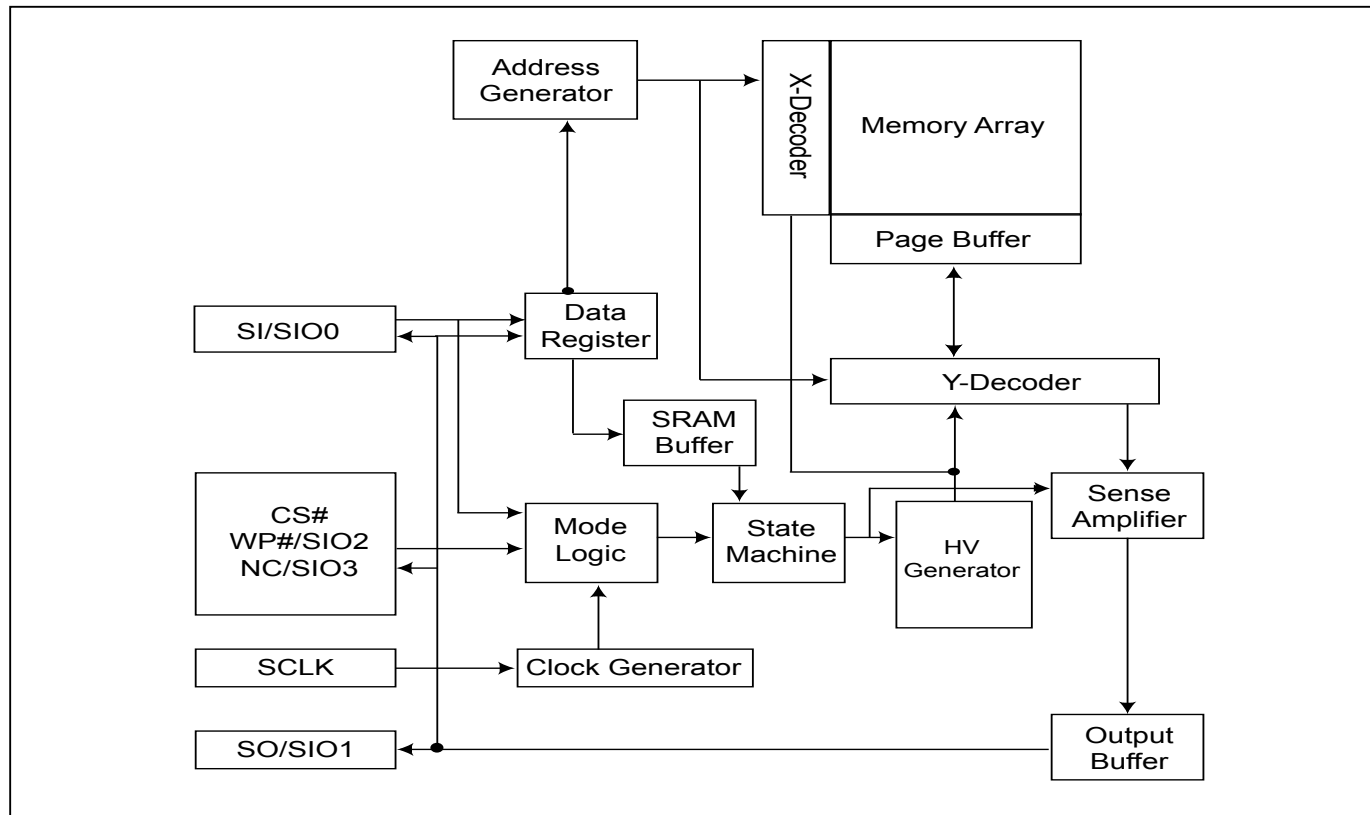 Address
Generator
X-Decoder
Memory Array
Page Buffer
SI/SIO0
Data
Register
Y-Decoder
SRAM
Buffer
CS#
WP#/SIO2
NC/SIO3
Mode
Logic
State
Machine
HV
Generator
Sense
Amplifier
SCLK
Clock Generator
SO/SIO1
Output
Buffer